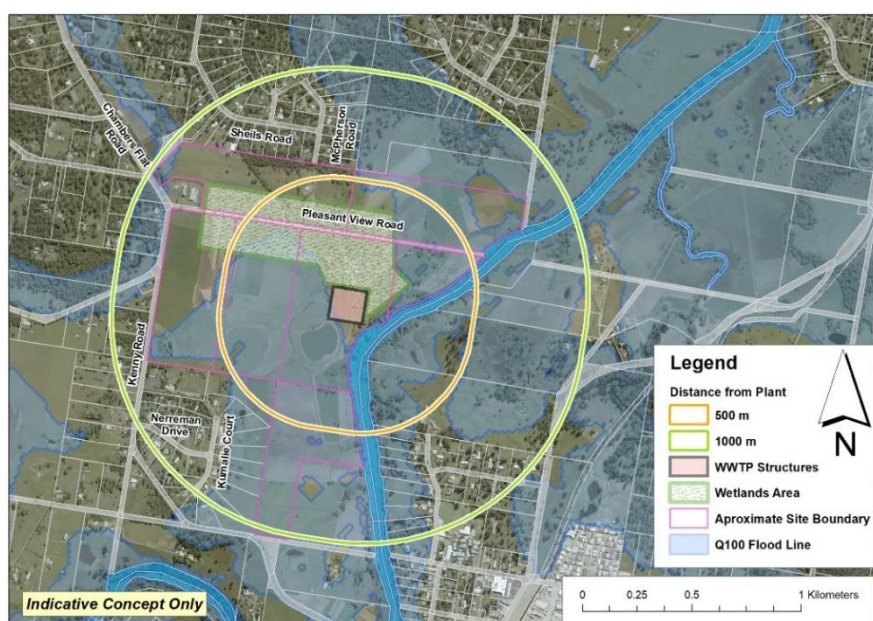 Chambers Flat
Road
Sheils Road
McPherson
Road
Pleasant View Road
Kenny Road
Nerreman
Drive
Kumalie Court
Legend
Distance from Plant
500 m
1000 m
WWTP Structures
Wetlands Area
Aproximate Site Boundary
Q100 Flood Line
N
Indicative Concept Only
0 0.25 0.5 1 Kilometers